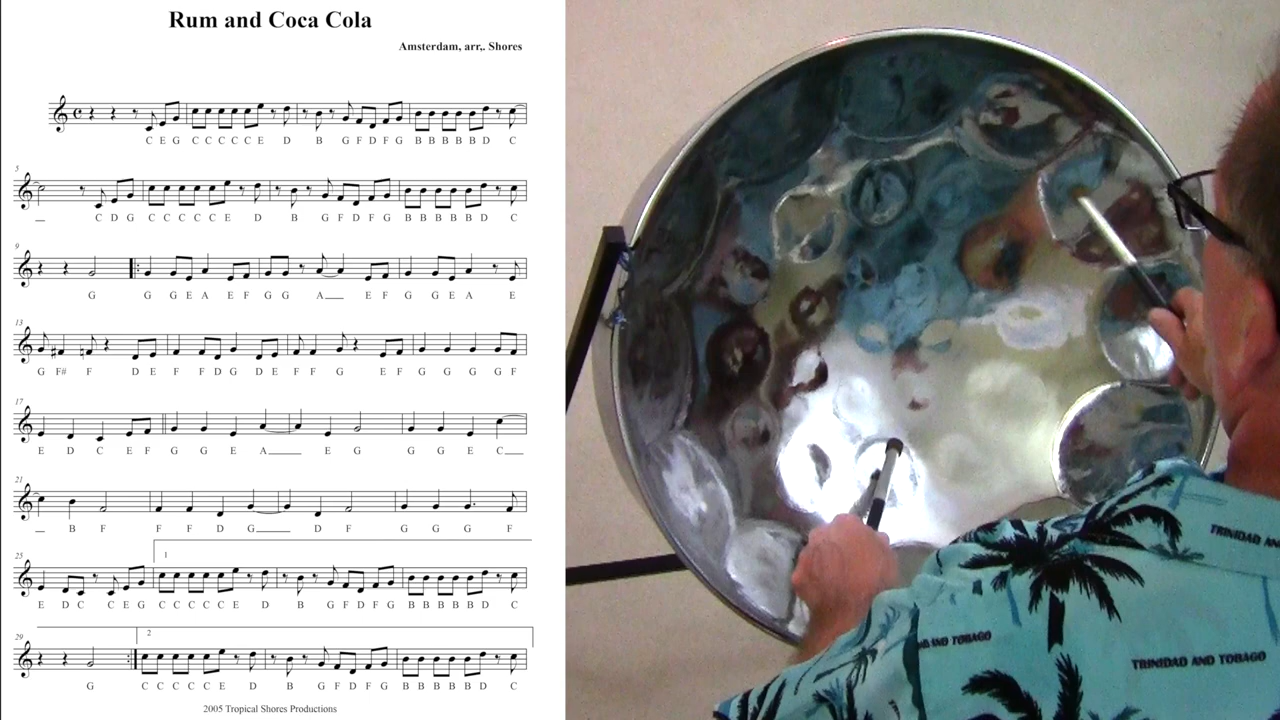 Rum and Coca Cola
Amsterdam, arr,. Shores
C E G C C C C C E D B G F D F G B B B B B D C
5
C D G C C C C C E D B G F D F G B B B B B D C
9
G G G E A E F G G A E F G G E A E
13
G F# F D E F F D G D E F F G E F G G G G F
17
E D C E F G G E A E G G G E C
21
B F F F D G D F G G G F
25
1
E D C C E G C C C C C E D B G F D F G B B B B B D C
29
2
G C C C C C E D B G F D F G B B B B B D C
2005 Tropical Shores Productions
TRINIDAD AN
AND TOBAGO
TRINIDAD AND TOBAGO